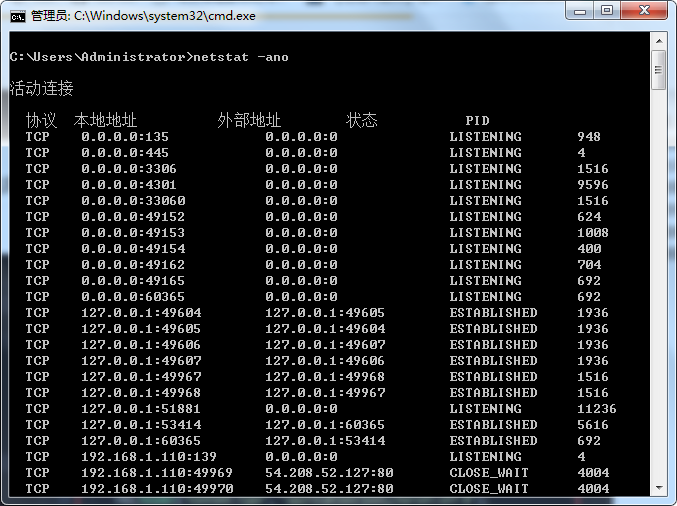 管理员: C:\Windows\system32\cmd.exe
C:\Users\Administrator>netstat -ano
活动连接
协议 本地地址 外部地址 状态 PID
TCP 0.0.0.0:135 0.0.0.0:0 LISTENING 948
TCP 0.0.0.0:445 0.0.0.0:0 LISTENING 4
TCP 0.0.0.0:3306 0.0.0.0:0 LISTENING 1516
TCP 0.0.0.0:4301 0.0.0.0:0 LISTENING 9596
TCP 0.0.0.0:33060 0.0.0.0:0 LISTENING 1516
TCP 0.0.0.0:49152 0.0.0.0:0 LISTENING 624
TCP 0.0.0.0:49153 0.0.0.0:0 LISTENING 1008
TCP 0.0.0.0:49154 0.0.0.0:0 LISTENING 400
TCP 0.0.0.0:49162 0.0.0.0:0 LISTENING 704
TCP 0.0.0.0:49165 0.0.0.0:0 LISTENING 692
TCP 0.0.0.0:60365 0.0.0.0:0 LISTENING 692
TCP 127.0.0.1:49604 127.0.0.1:49605 ESTABLISHED 1936
TCP 127.0.0.1:49605 127.0.0.1:49604 ESTABLISHED 1936
TCP 127.0.0.1:49606 127.0.0.1:49607 ESTABLISHED 1936
TCP 127.0.0.1:49607 127.0.0.1:49606 ESTABLISHED 1936
TCP 127.0.0.1:49967 127.0.0.1:49968 ESTABLISHED 1516
TCP 127.0.0.1:49968 127.0.0.1:49967 ESTABLISHED 1516
TCP 127.0.0.1:51881 0.0.0.0:0 LISTENING 11236
TCP 127.0.0.1:53414 127.0.0.1:60365 ESTABLISHED 5616
TCP 127.0.0.1:60365 127.0.0.1:53414 ESTABLISHED 692
TCP 192.168.1.110:139 0.0.0.0:0 LISTENING 4
TCP 192.168.1.110:49969 54.208.52.127:80 CLOSE_WAIT 4004
TCP 192.168.1.110:49970 54.208.52.127:80 CLOSE_WAIT 4004